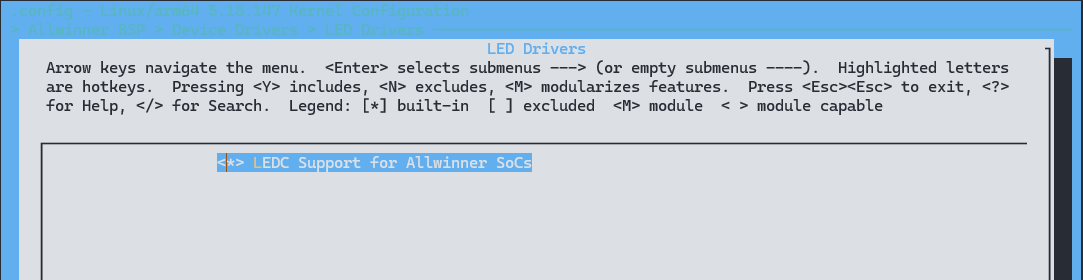 .config - Linux/arm64 5.15.147 Kernel Configuration
> Allwinner BSP > Device Drivers > LED Drivers
LED Drivers
Arrow keys navigate the menu.  <Enter> selects submenus ---> (or empty submenus ----).  Highlighted letters
are hotkeys.  Pressing <Y> includes, <N> excludes, <M> modularizes features.  Press <Esc><Esc> to exit, <?>
for Help, </> for Search.  Legend: [*] built-in  [ ] excluded  <M> module  < > module capable
<*> LEDC Support for Allwinner SoCs